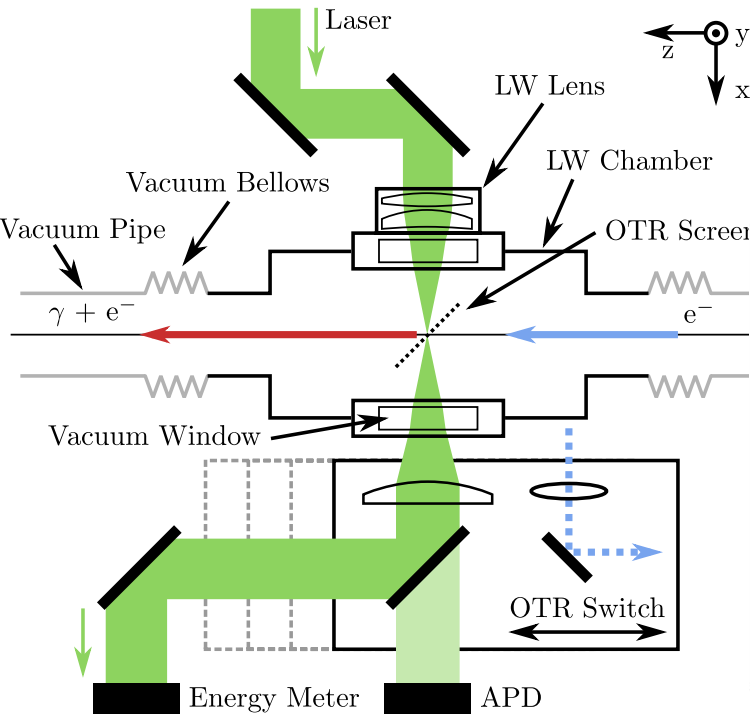 Laser
y
z
x
LW Lens
LW Chamber
Vacuum Bellows
Vacuum Pipe
OTR Screen
γ + e⁻
e⁻
Vacuum Window
OTR Switch
Energy Meter
APD